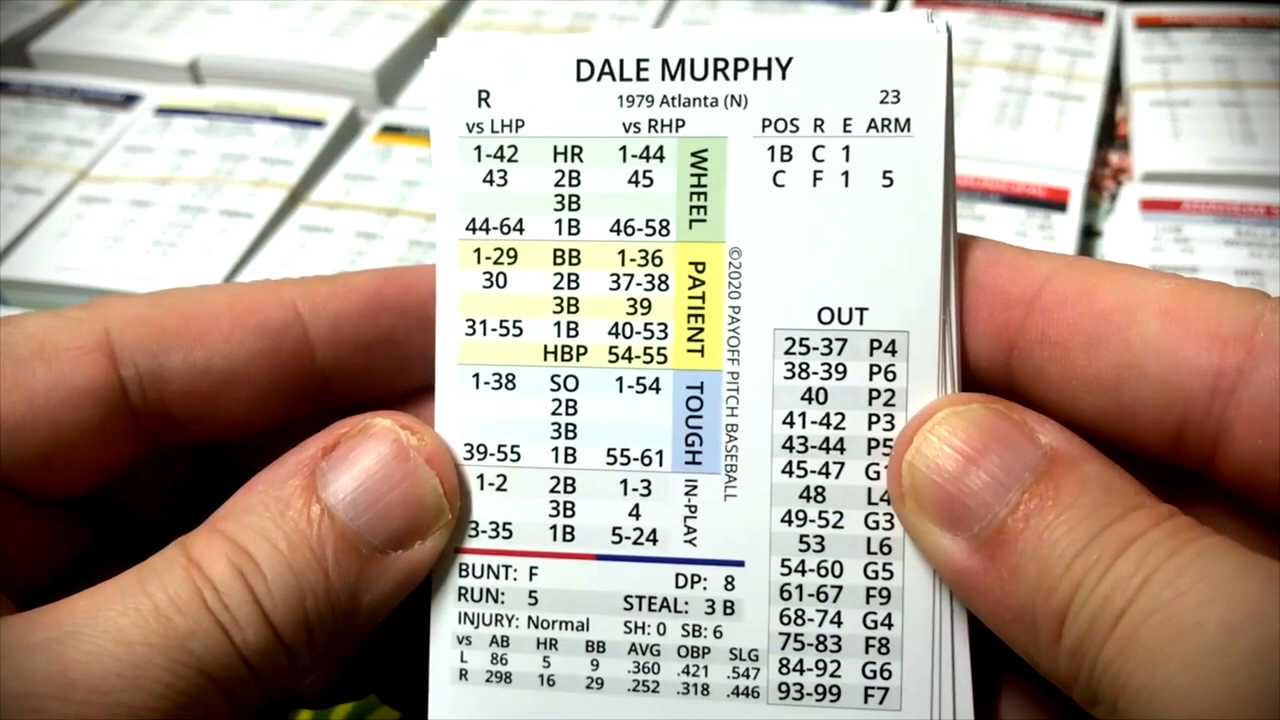 DALE MURPHY
R 1979 Atlanta (N) 23
vs LHP vs RHP POS R E ARM
1-42 HR 1-44 1B C 1
43 2B 45 C F 1 5
3B
44-64 1B 46-58
WHEEL
1-29 BB 1-36
30 2B 37-38
3B 39
31-55 1B 40-53
HBP 54-55
PATIENT
1-38 SO 1-54
2B
3B
39-55 1B 55-61
TOUGH
1-2 2B 1-3
3B 4
3-35 1B 5-24
IN-PLAY
©2020 PAYOFF PITCH BASEBALL
BUNT: F DP: 8
RUN: 5 STEAL: 3 B
INJURY: Normal SH: 0 SB: 6
vs AB HR BB AVG OBP SLG
L 86 5 9 .360 .421 .547
R 298 16 29 .252 .318 .446
OUT
25-37 P4
38-39 P6
40 P2
41-42 P3
43-44 P5
45-47 G1
48 L4
49-52 G3
53 L6
54-60 G5
61-67 F9
68-74 G4
75-83 F8
84-92 G6
93-99 F7